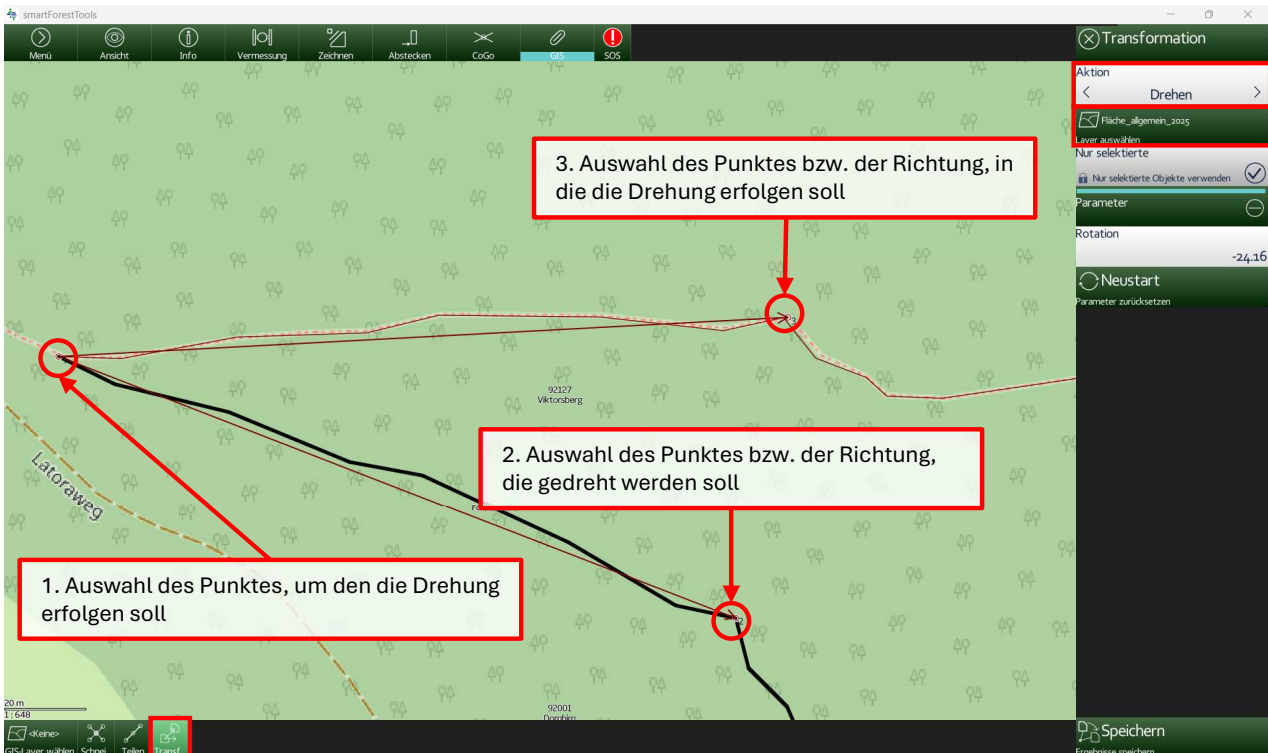 smartForestTools
Menü
Ansicht
Info
Vermessung
Zeichnen
Abstecken
CoGo
GIS
SOS
Transformation
Aktion
Drehen
Fläche_allgemein_2025
Layer auswählen
Nur selektierte
Nur selektierte Objekte verwenden
Parameter
Rotation
-24.16
Neustart
Parameter zurücksetzen
3. Auswahl des Punktes bzw. der Richtung, in
die die Drehung erfolgen soll
3
92127
Viktorsberg
2. Auswahl des Punktes bzw. der Richtung,
die gedreht werden soll
Latoraweg
1. Auswahl des Punktes, um den die Drehung
erfolgen soll
2
20 m
1:648
92001
Dornbirn
<Keine>
GIS-Layer wählen
Schnei
Teilen
Transf.
Speichern
Ergebnisse speichern